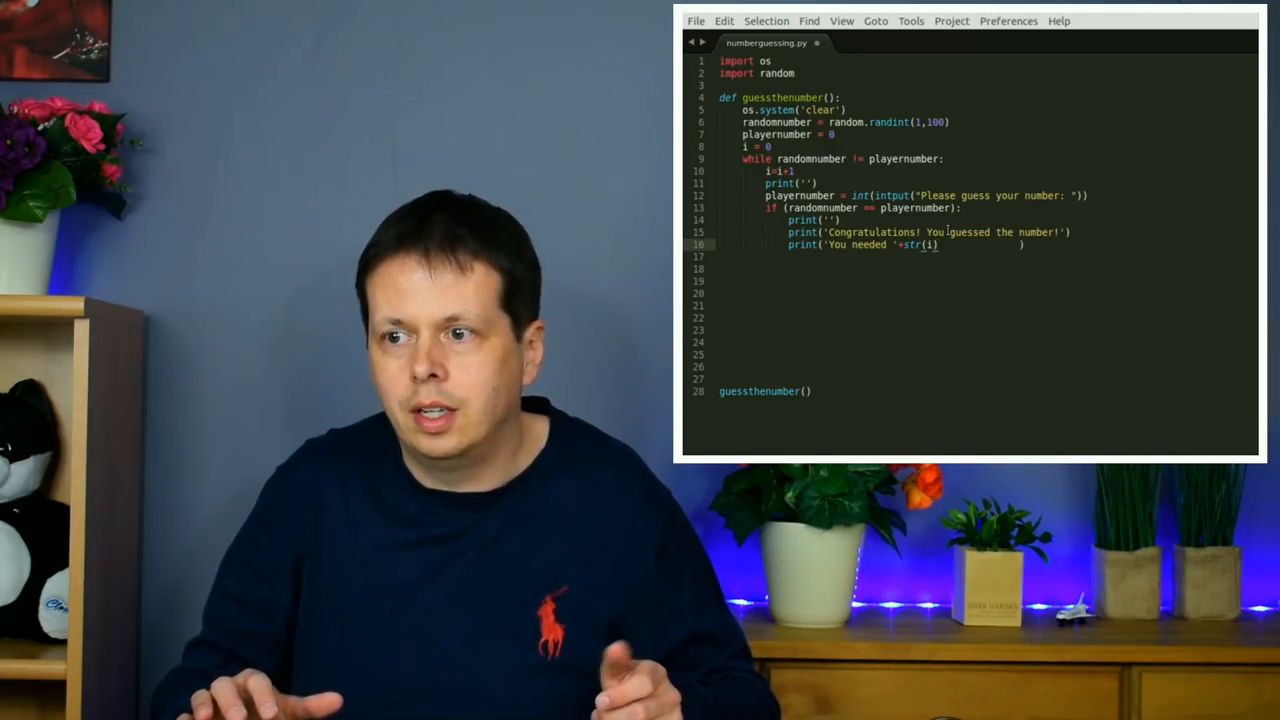 File Edit Selection Find View Goto Tools Project Preferences Help
numberguessing.py
1 import os
2 import random
3
4 def guessthenumber():
5 os.system('clear')
6 randomnumber = random.randint(1,100)
7 playernumber = 0
8 i = 0
9 while randomnumber != playernumber:
10 i=i+1
11 print('')
12 playernumber = int(intput("Please guess your number: "))
13 if (randomnumber == playernumber):
14 print('')
15 print('Congratulations! You guessed the number!')
16 print('You needed '+str(i) )
17
18
19
20
21
22
23
24
25
26
27
28 guessthenumber()
HERB GARDEN